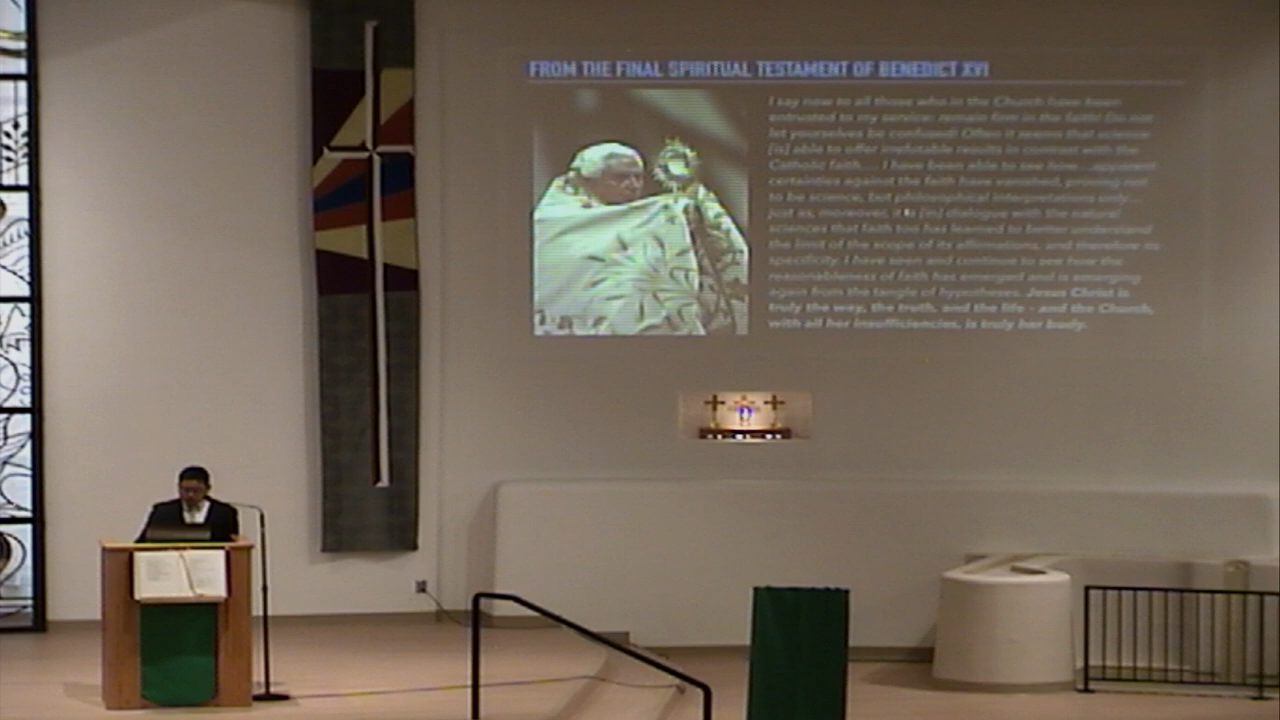 FROM THE FINAL SPIRITUAL TESTAMENT OF BENEDICT XVI
I say now to all those who in the Church have been
entrusted to my service: remain firm in the faith! Do not
let yourselves be confused! Often it seems that science
[is] able to offer irrefutable results in contrast with the
Catholic faith... I have been able to see how apparent
certainties against the faith have vanished, proving not
to be science, but philosophical interpretations only...
just as, moreover, it is [in] dialogue with the natural
sciences that faith too has learned to better understand
the limit of the scope of its affirmations, and therefore its
specificity. I have seen and continue to see how the
reasonableness of faith has emerged and is emerging
again from the tangle of hypotheses. Jesus Christ is
truly the way, the truth, and the life - and the Church,
with all her insufficiencies, is truly her body.